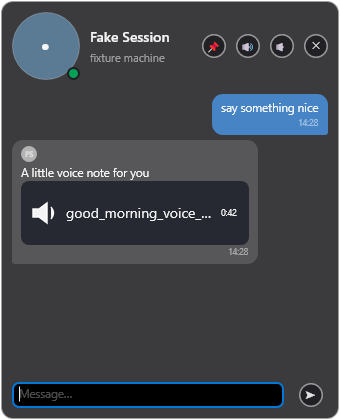 Fake Session
fixture machine
say something nice
14:28
FS
A little voice note for you
good_morning_voice_...
0:42
14:28
Message...